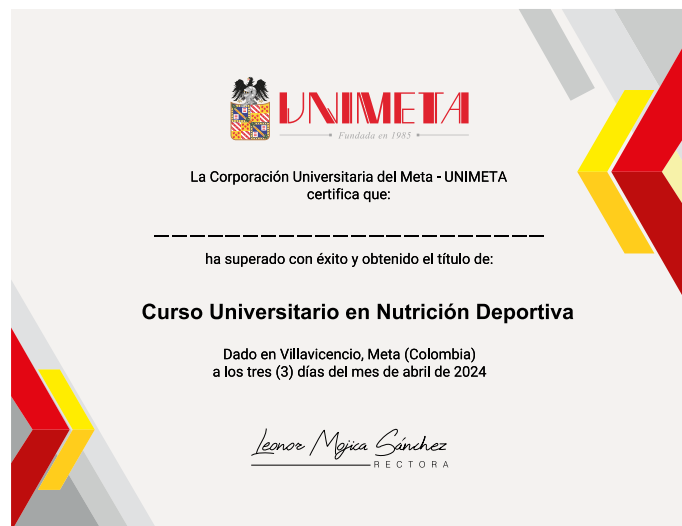 UNIMETA
Fundada en 1985
La Corporación Universitaria del Meta - UNIMETA
certifica que:
ha superado con éxito y obtenido el título de:
Curso Universitario en Nutrición Deportiva
Dado en Villavicencio, Meta (Colombia)
a los tres (3) días del mes de abril de 2024
Leonor Mojica Sánchez
RECTORA